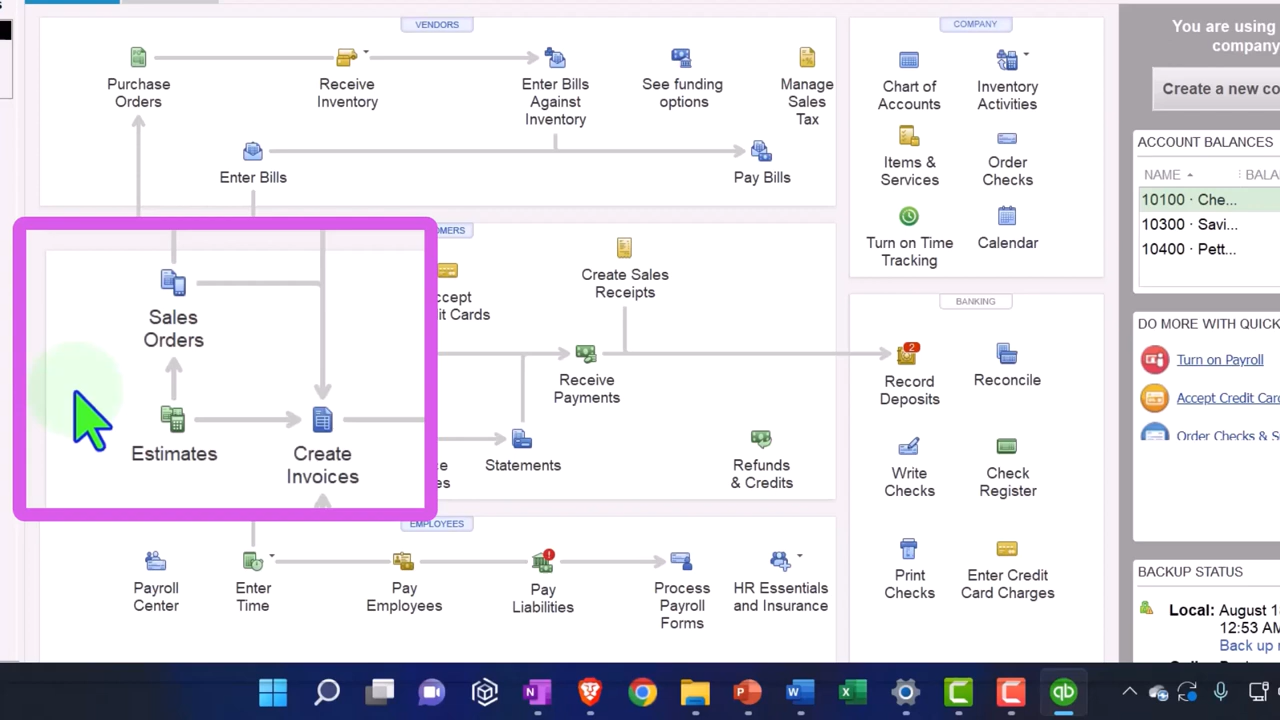 VENDORS
Purchase
Orders
Receive
Inventory
Enter Bills
Against
Inventory
See funding
options
Manage
Sales
Tax
Enter Bills
Pay Bills
COMPANY
Chart of
Accounts
Inventory
Activities
Items &
Services
Order
Checks
Turn on Time
Tracking
Calendar
OMERS
Sales
Orders
Estimates
Create
Invoices
ccept
it Cards
Create Sales
Receipts
Receive
Payments
Statements
Refunds
& Credits
BANKING
2
Record
Deposits
Reconcile
Write
Checks
Check
Register
Print
Checks
Enter Credit
Card Charges
EMPLOYEES
Payroll
Center
Enter
Time
Pay
Employees
Pay
Liabilities
Process
Payroll
Forms
HR Essentials
and Insurance
You are using
company
Create a new co
ACCOUNT BALANCES
NAME BALA
10100 · Che...
10300 · Savi...
10400 · Pett...
DO MORE WITH QUICK
Turn on Payroll
Accept Credit Card
Order Checks & S
BACKUP STATUS
Local: August 1
12:53 AM
Back up
qb